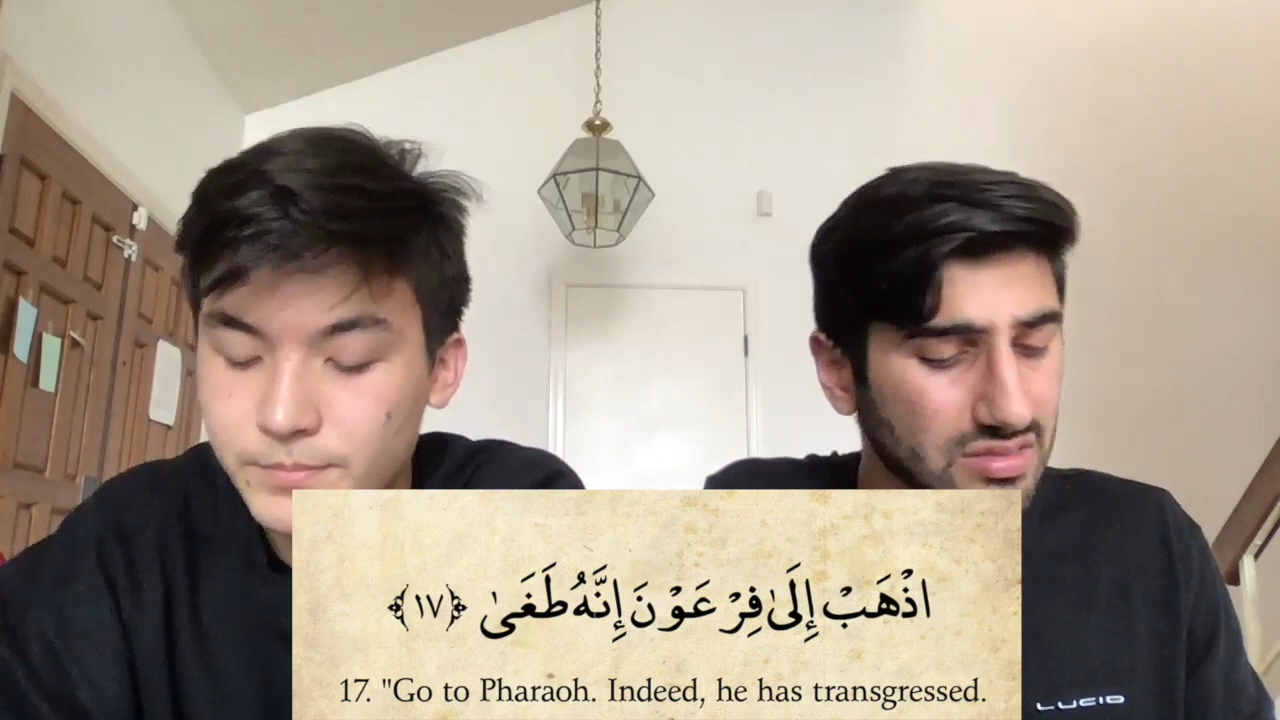 اذْهَبْ إِلَىٰ فِرْعَوْنَ إِنَّهُ طَغَىٰ ﴿١٧﴾
17. "Go to Pharaoh. Indeed, he has transgressed.
LUCID